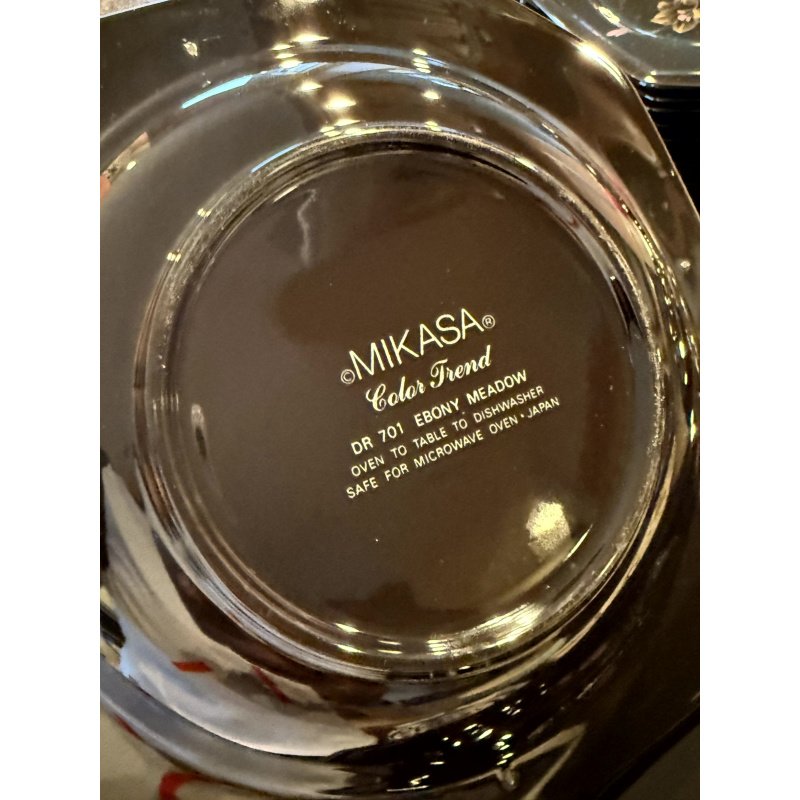 ©MIKASA®
Color Trend
DR 701 EBONY MEADOW
OVEN TO TABLE TO DISHWASHER
SAFE FOR MICROWAVE OVEN • JAPAN